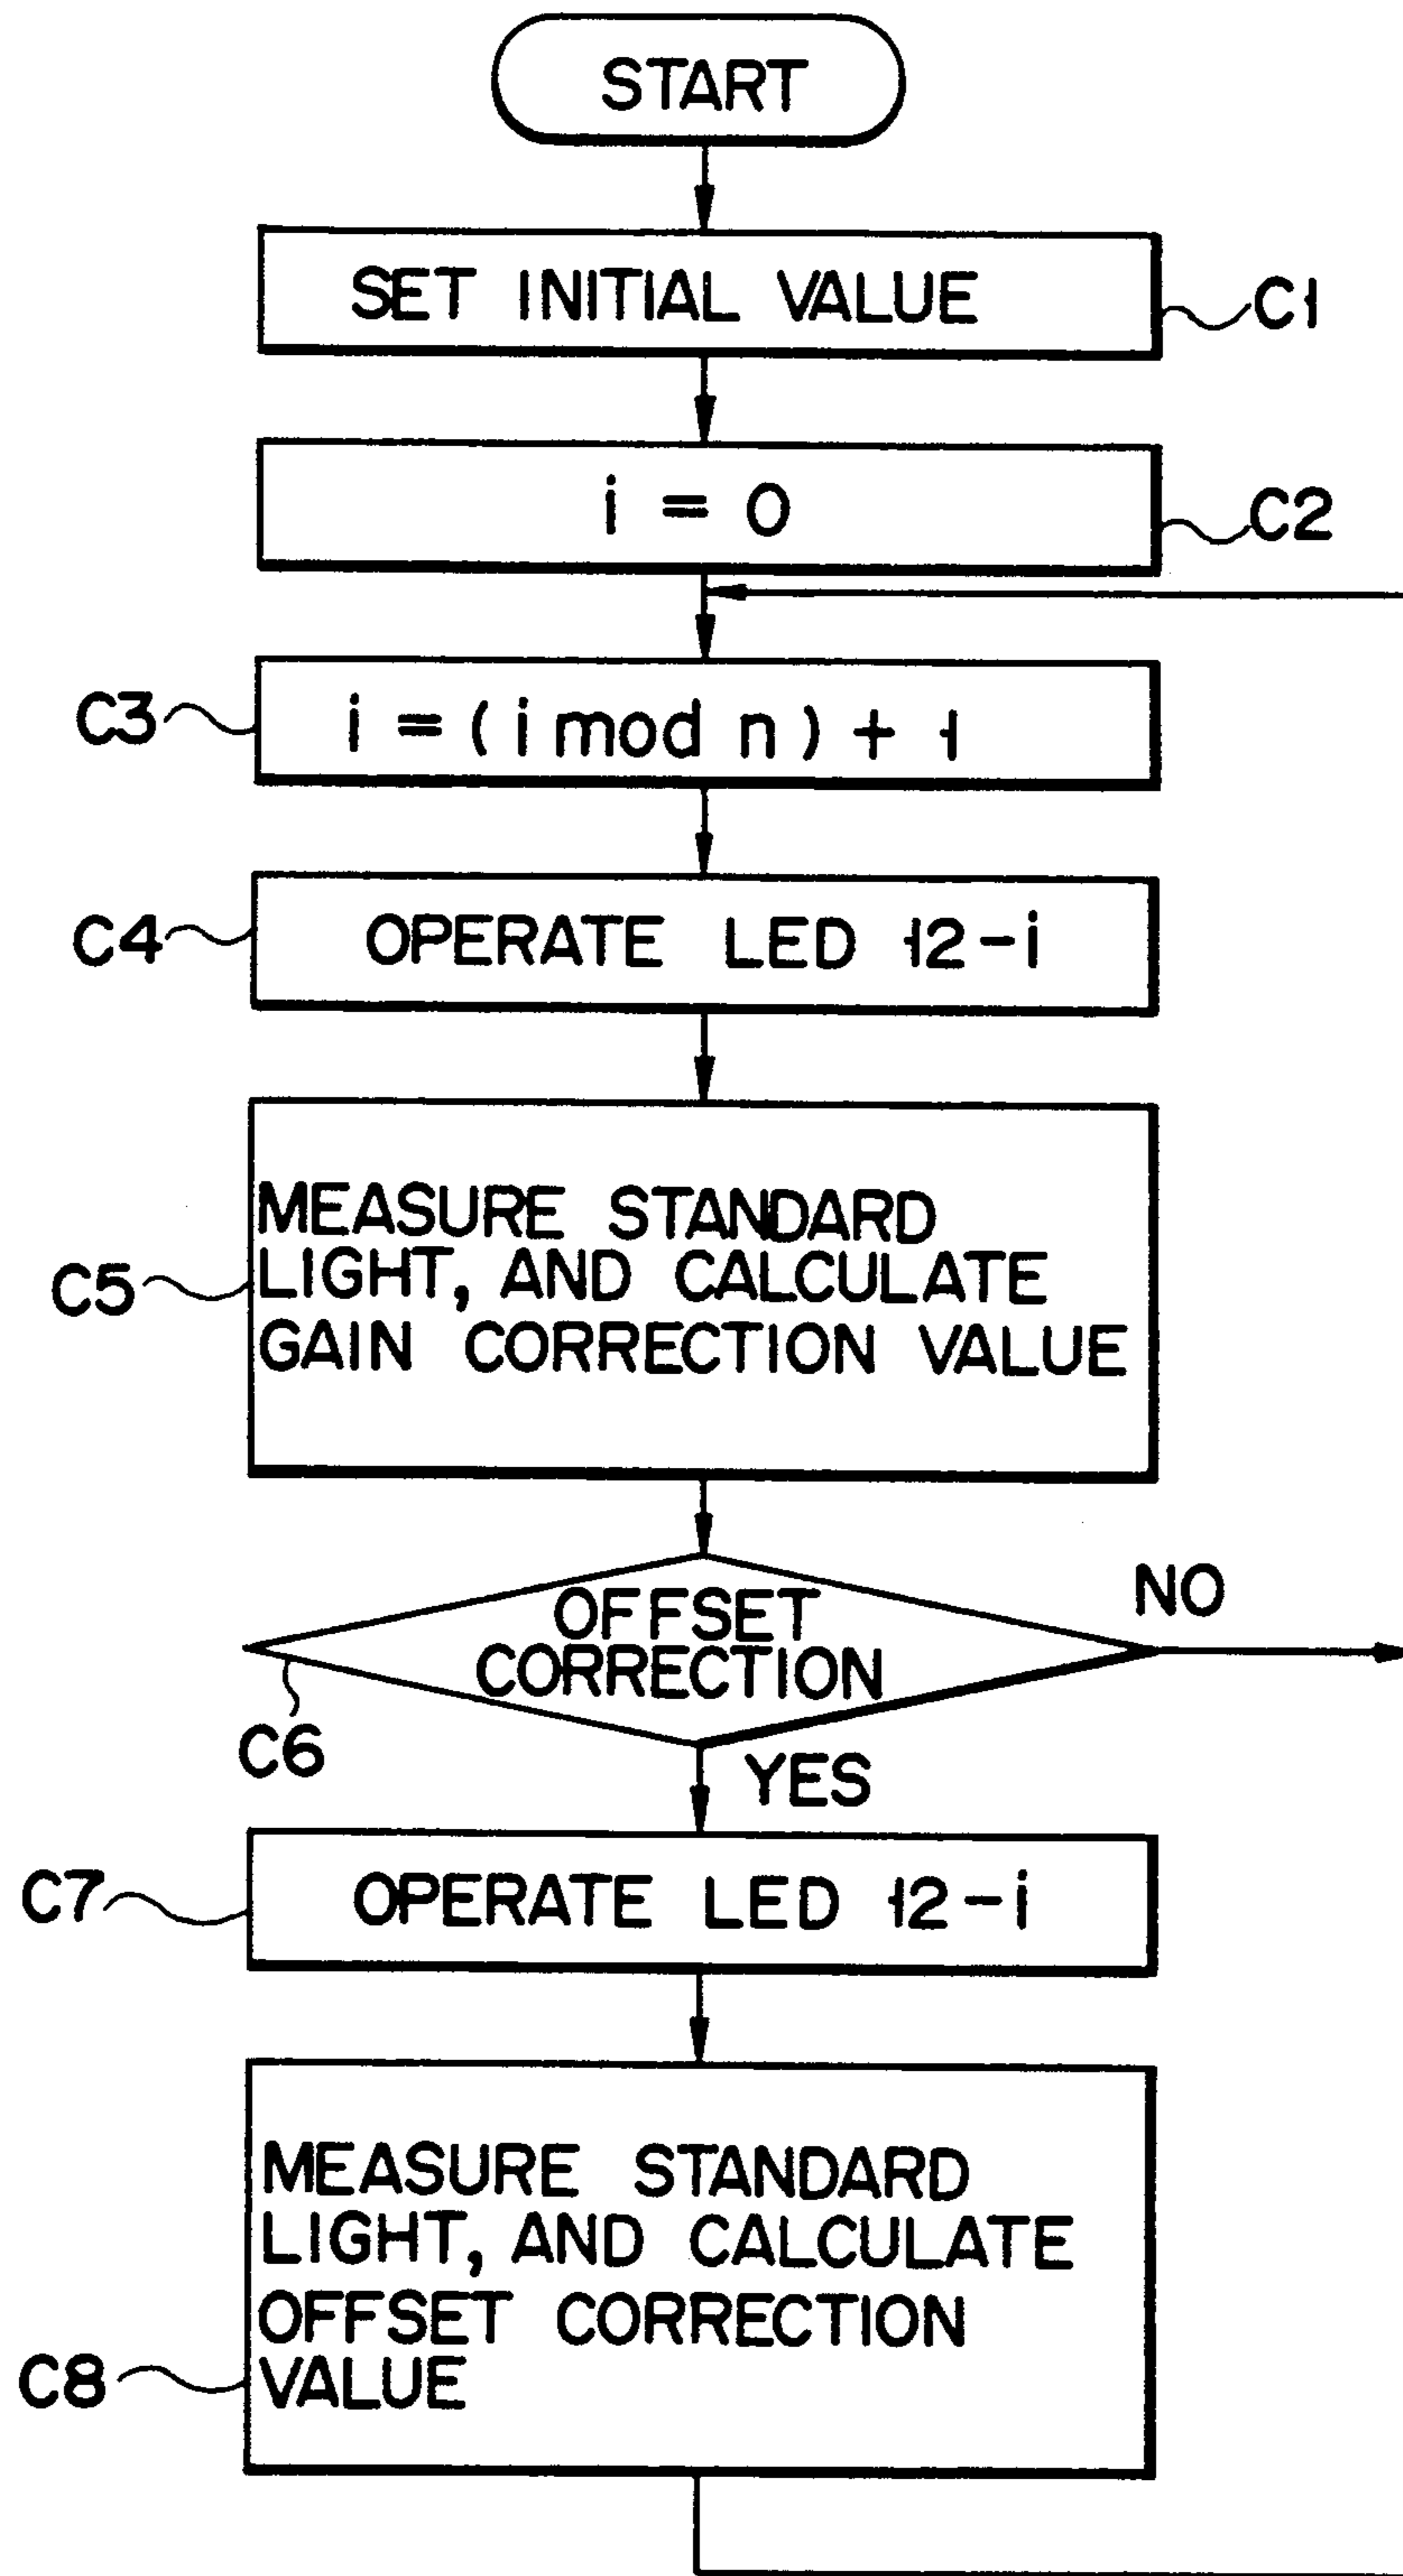 START
SET INITIAL VALUE
C1
i = 0
C2
C3
i = (i mod n) + 1
C4
OPERATE LED 12-i
C5
MEASURE STANDARD
LIGHT, AND CALCULATE
GAIN CORRECTION VALUE
OFFSET
CORRECTION
NO
C6
YES
C7
OPERATE LED 12-i
MEASURE STANDARD
LIGHT, AND CALCULATE
OFFSET CORRECTION
VALUE
C8